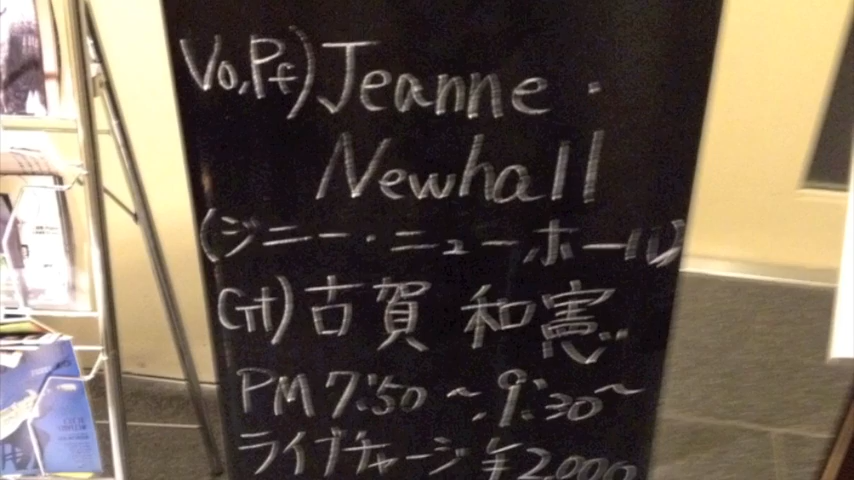 Vo,Pf) Jeanne・
Newhall
(ジニー・ニューホール)
Gt) 古賀 和憲
PM 7:50 ~ 9:30~
ライブチャージ ¥2,000